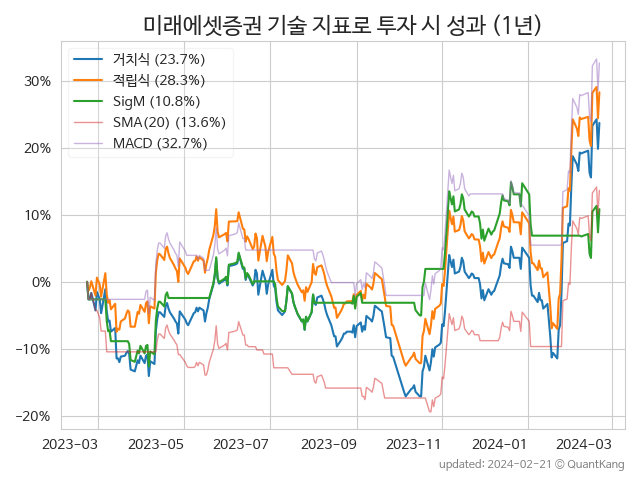 미래에셋증권 기술 지표로 투자 시 성과 (1년)
거치식 (23.7%)
적립식 (28.3%)
SigM (10.8%)
SMA(20) (13.6%)
MACD (32.7%)
30%
20%
10%
0%
−10%
−20%
2023−03
2023−05
2023−07
2023−09
2023−11
2024−01
2024−03
updated: 2024−02−21 © QuantKang